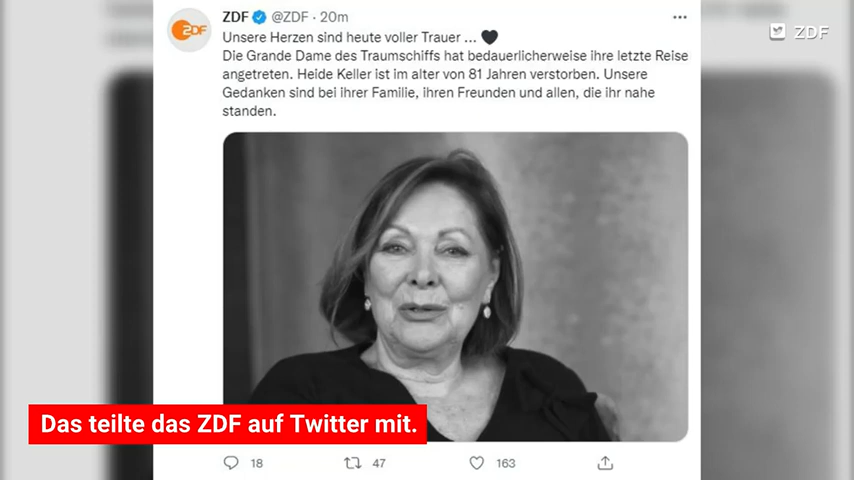 ZDF @ZDF · 20m
ZDF
Unsere Herzen sind heute voller Trauer ... 🖤
Die Grande Dame des Traumschiffs hat bedauerlicherweise ihre letzte Reise
angetreten. Heide Keller ist im alter von 81 Jahren verstorben. Unsere
Gedanken sind bei ihrer Familie, ihren Freunden und allen, die ihr nahe
standen.
ZDF
Das teilte das ZDF auf Twitter mit.
18 47 163